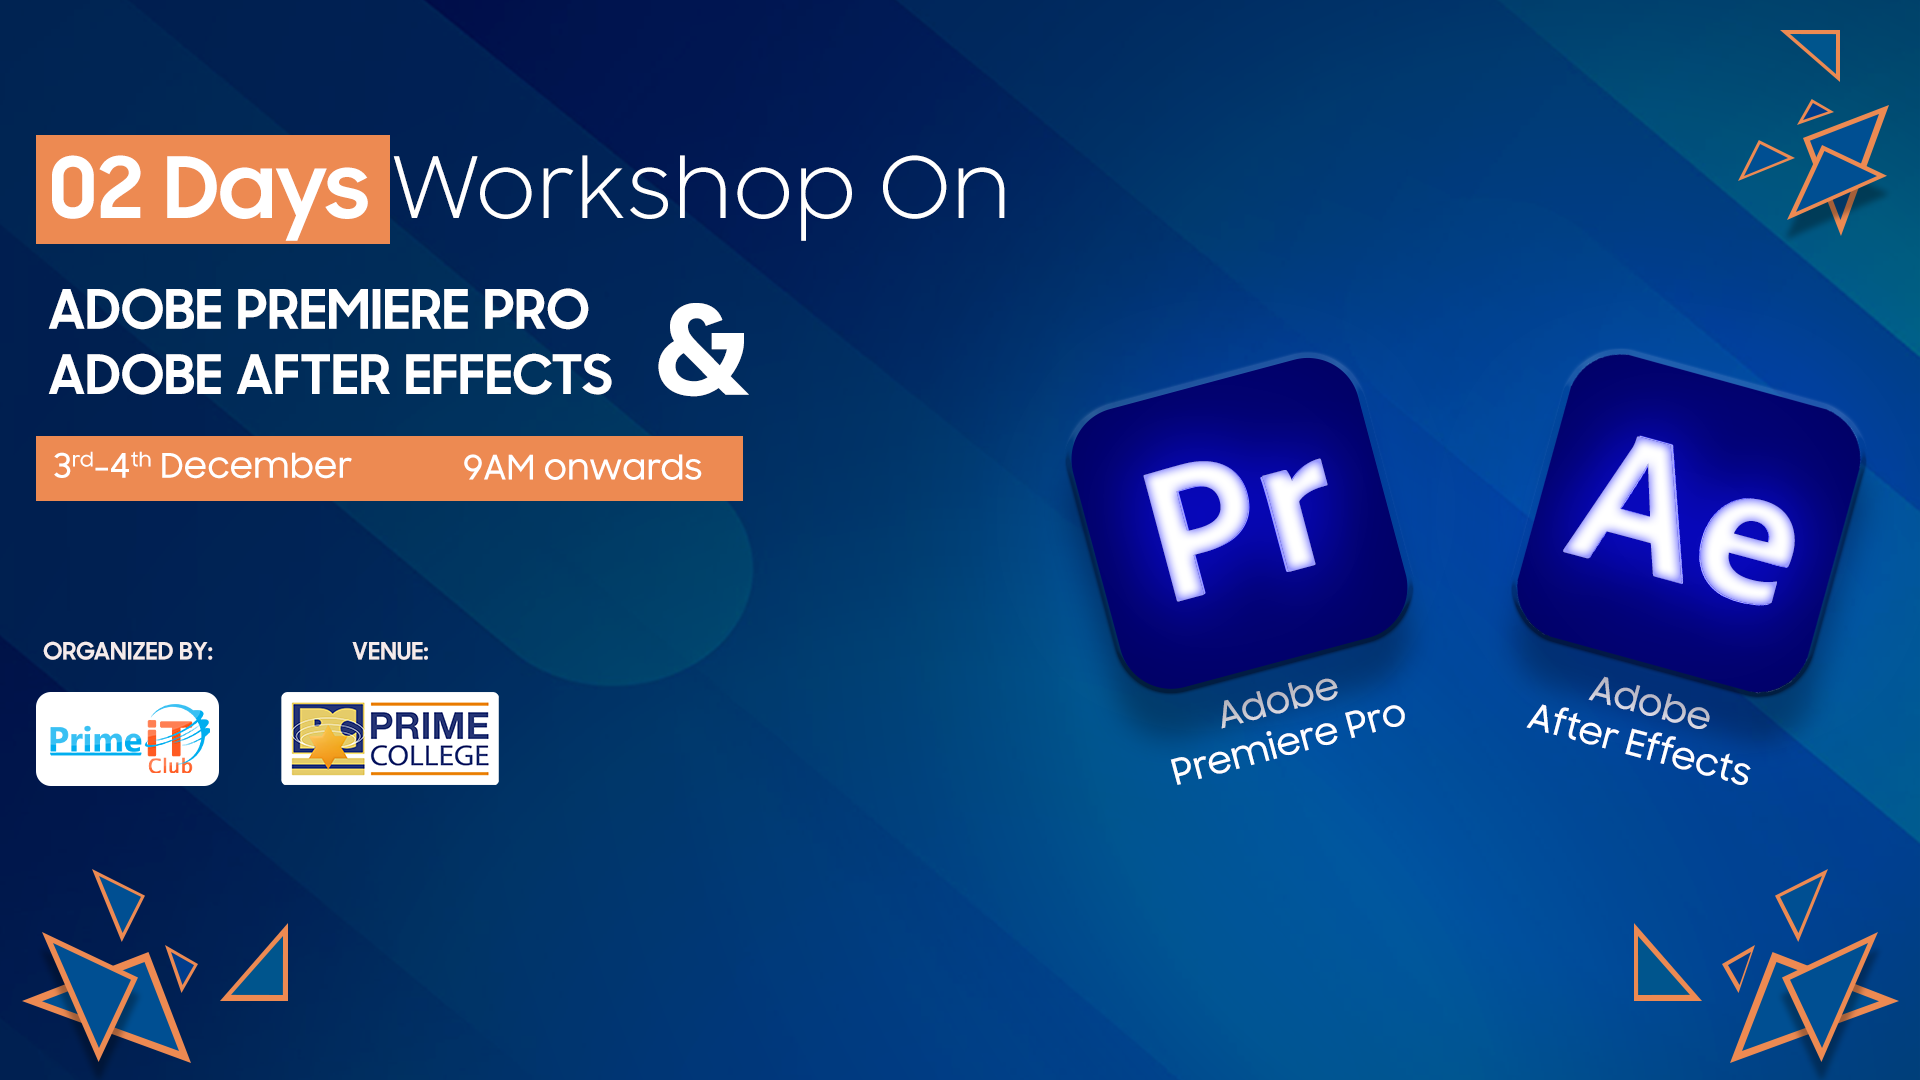 02 Days Workshop On
ADOBE PREMIERE PRO
&
ADOBE AFTER EFFECTS
3rd-4th December 9AM onwards
ORGANIZED BY: VENUE:
Prime iT
Club
PRIME
COLLEGE
Pr
Adobe
Premiere Pro
Ae
Adobe
After Effects